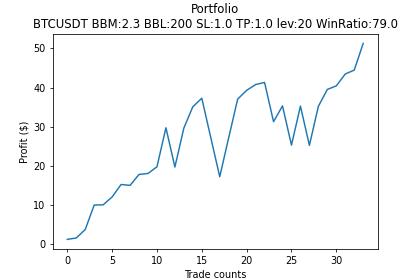 Portfolio
BTCUSDT BBM:2.3 BBL:200 SL:1.0 TP:1.0 lev:20 WinRatio:79.0
50
40
30
20
10
0
Profit ($)
0 5 10 15 20 25 30
Trade counts